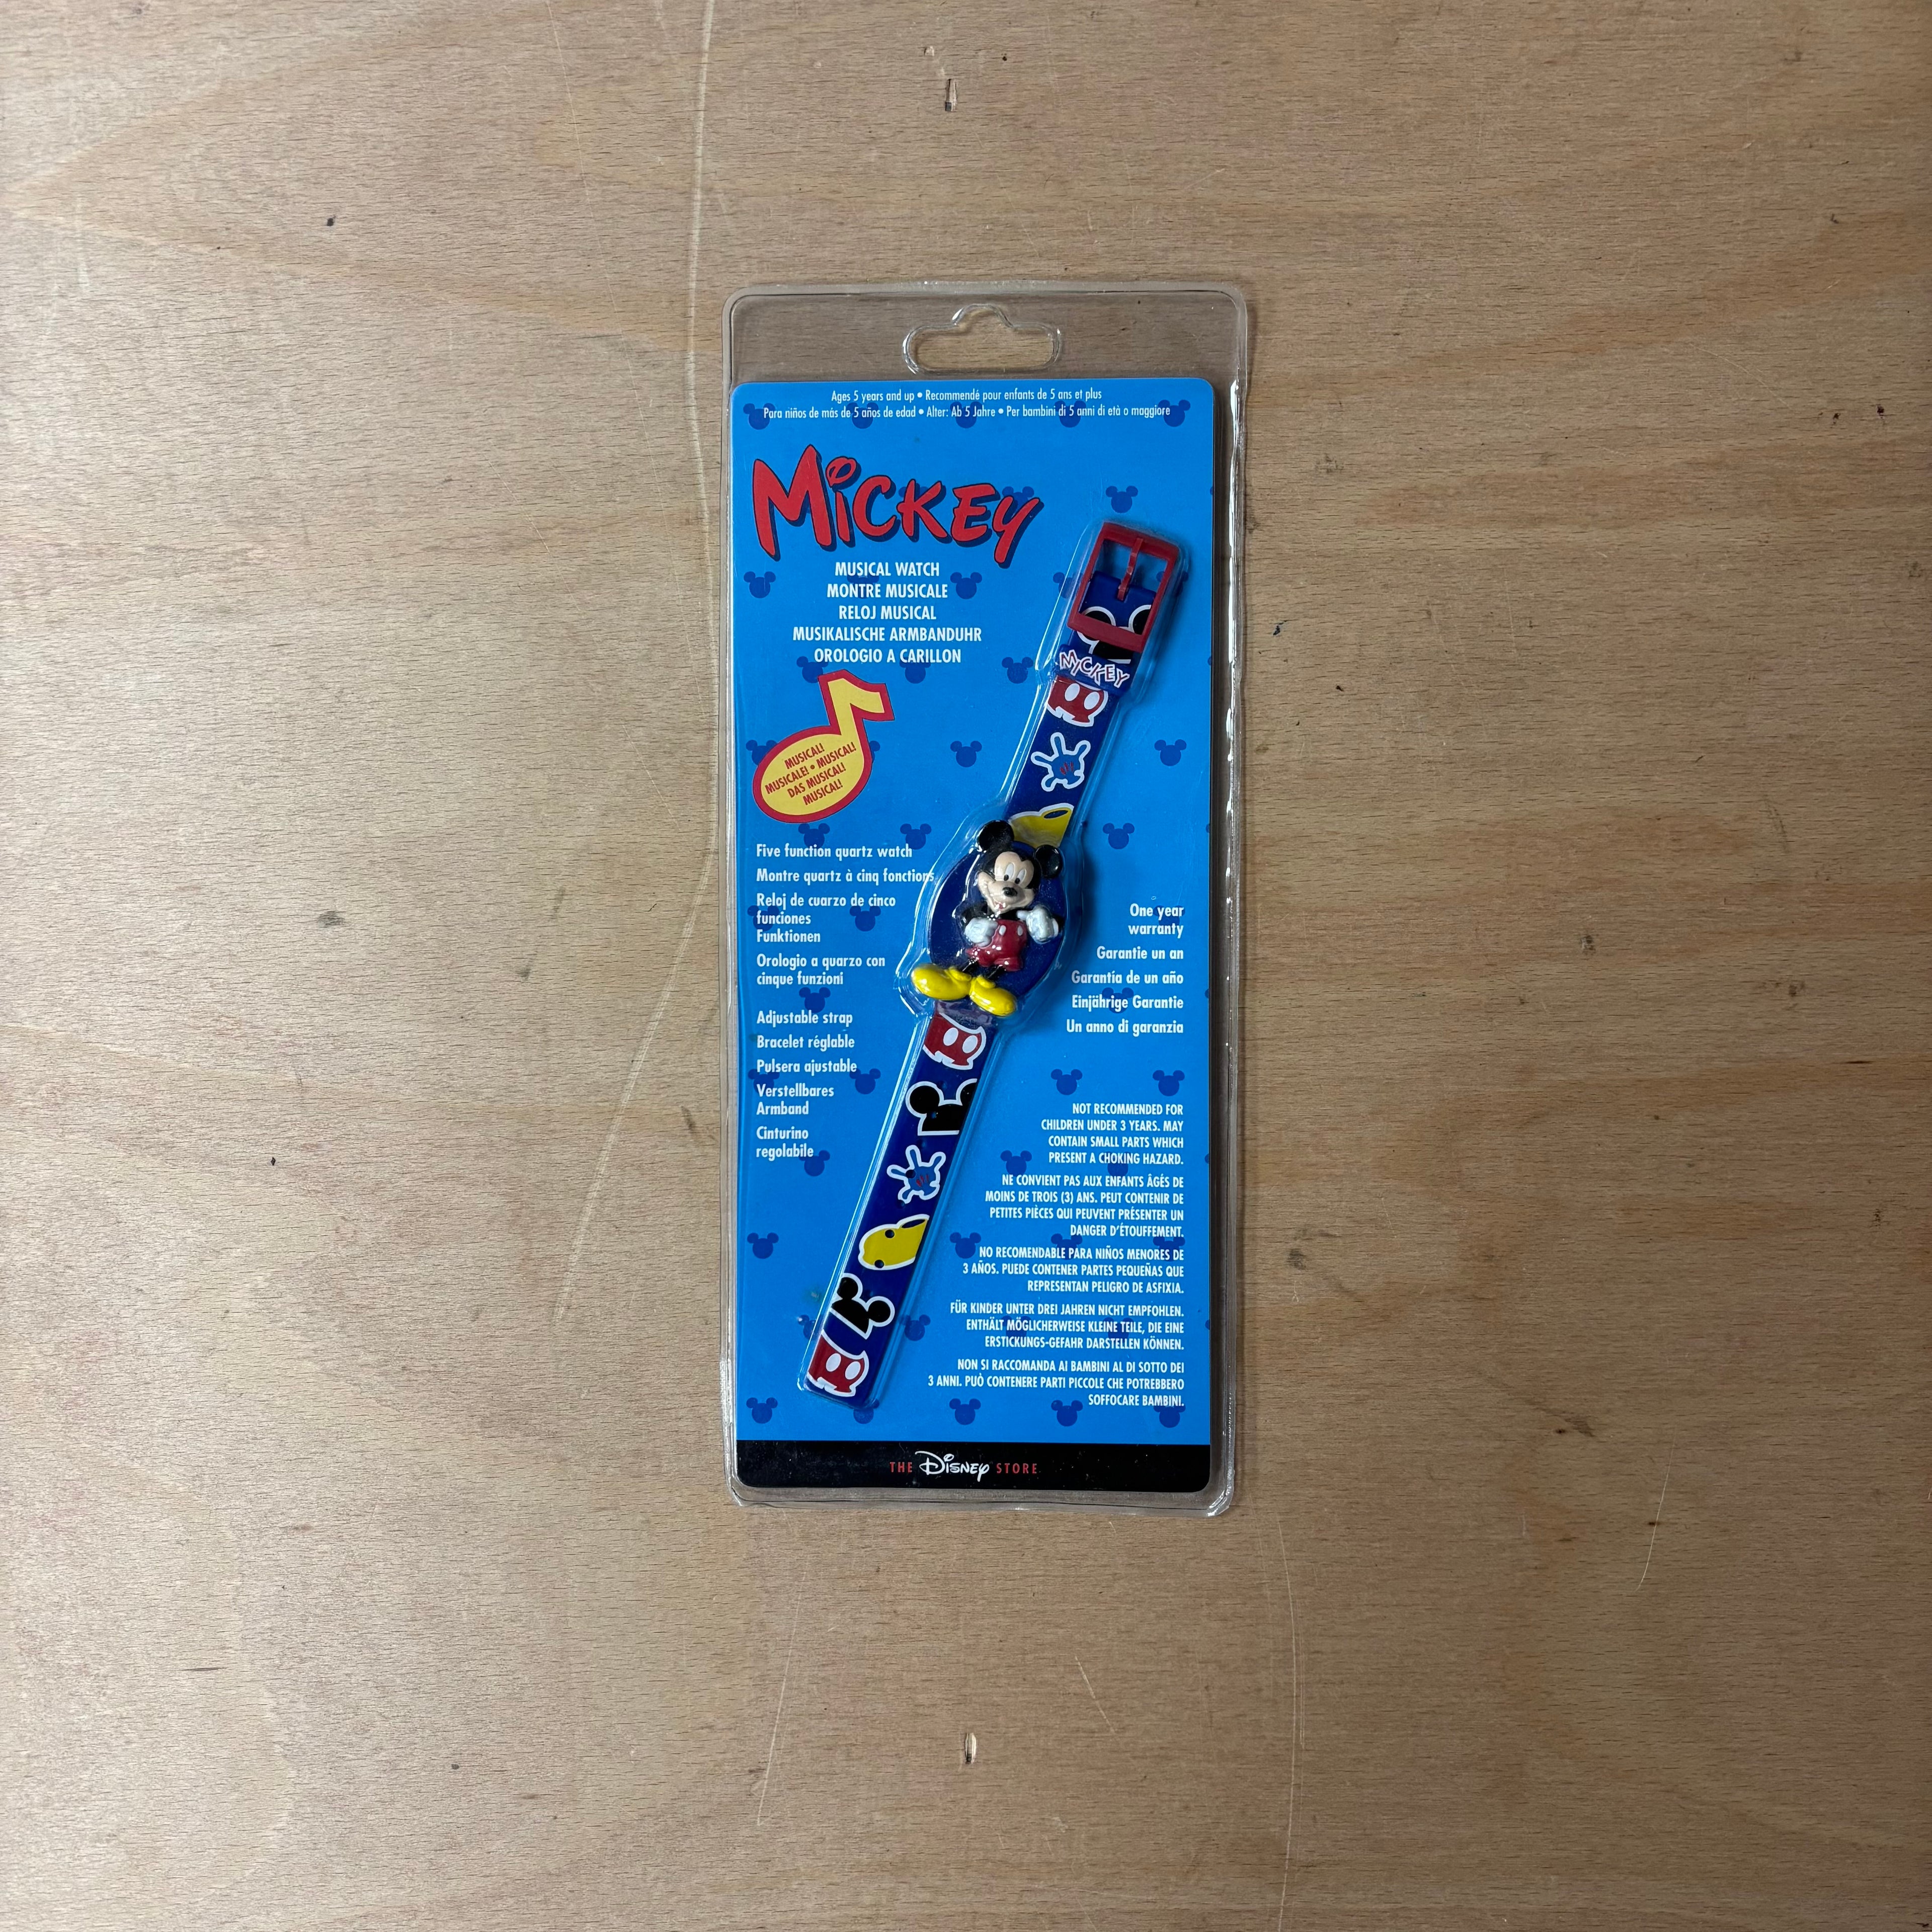 Ages 5 years and up • Recommendé pour enfants de 5 ans et plus
Para niños de más de 5 años de edad • Alter: Ab 5 Jahre • Per bambini di 5 anni di età o maggiore
MICKEY
MUSICAL WATCH
MONTRE MUSICALE
RELOJ MUSICAL
MUSIKALISCHE ARMBANDUHR
OROLOGIO A CARILLON
MICKEY
MUSICAL!
MUSICALE! • MUSICAL!
DAS MUSICAL!
MUSICAL!
Five function quartz watch
Montre quartz à cinq fonctions
Reloj de cuarzo de cinco
funciones
Funktionen
Orologio a quarzo con
cinque funzioni
Adjustable strap
Bracelet réglable
Pulsera ajustable
Verstellbares
Armband
Cinturino
regolabile
One year
warranty
Garantie un an
Garantía de un año
Einjährige Garantie
Un anno di garanzia
NOT RECOMMENDED FOR
CHILDREN UNDER 3 YEARS. MAY
CONTAIN SMALL PARTS WHICH
PRESENT A CHOKING HAZARD.
NE CONVIENT PAS AUX ENFANTS ÂGÉS DE
MOINS DE TROIS (3) ANS. PEUT CONTENIR DE
PETITES PIÈCES QUI PEUVENT PRÉSENTER UN
DANGER D'ÉTOUFFEMENT.
NO RECOMENDABLE PARA NIÑOS MENORES DE
3 AÑOS. PUEDE CONTENER PARTES PEQUEÑAS QUE
REPRESENTAN PELIGRO DE ASFIXIA.
FÜR KINDER UNTER DREI JAHREN NICHT EMPFOHLEN.
ENTHÄLT MÖGLICHERWEISE KLEINE TEILE, DIE EINE
ERSTICKUNGS-GEFAHR DARSTELLEN KÖNNEN.
NON SI RACCOMANDA AI BAMBINI AL DI SOTTO DEI
3 ANNI. PUÒ CONTENERE PARTI PICCOLE CHE POTREBBERO
SOFFOCARE BAMBINI.
THE DISNEY STORE